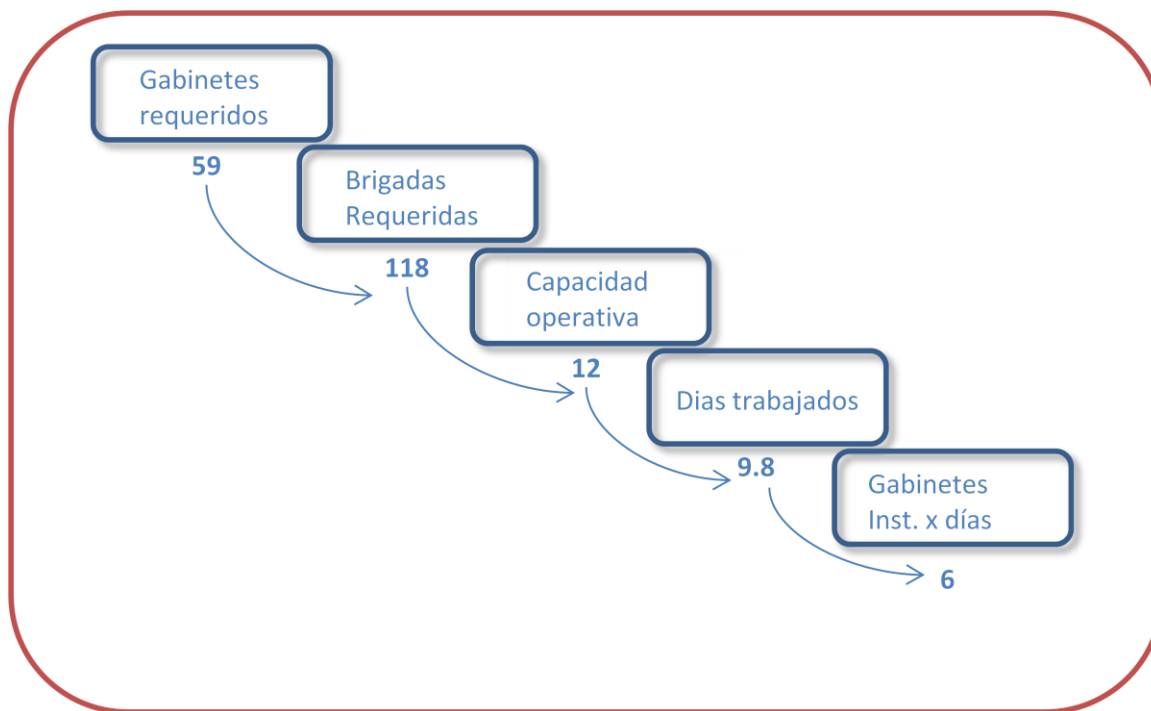 Gabinetes
requeridos
59
Brigadas
Requeridas
118
Capacidad
operativa
12
Dias trabajados
9.8
Gabinetes
Inst. x días
6